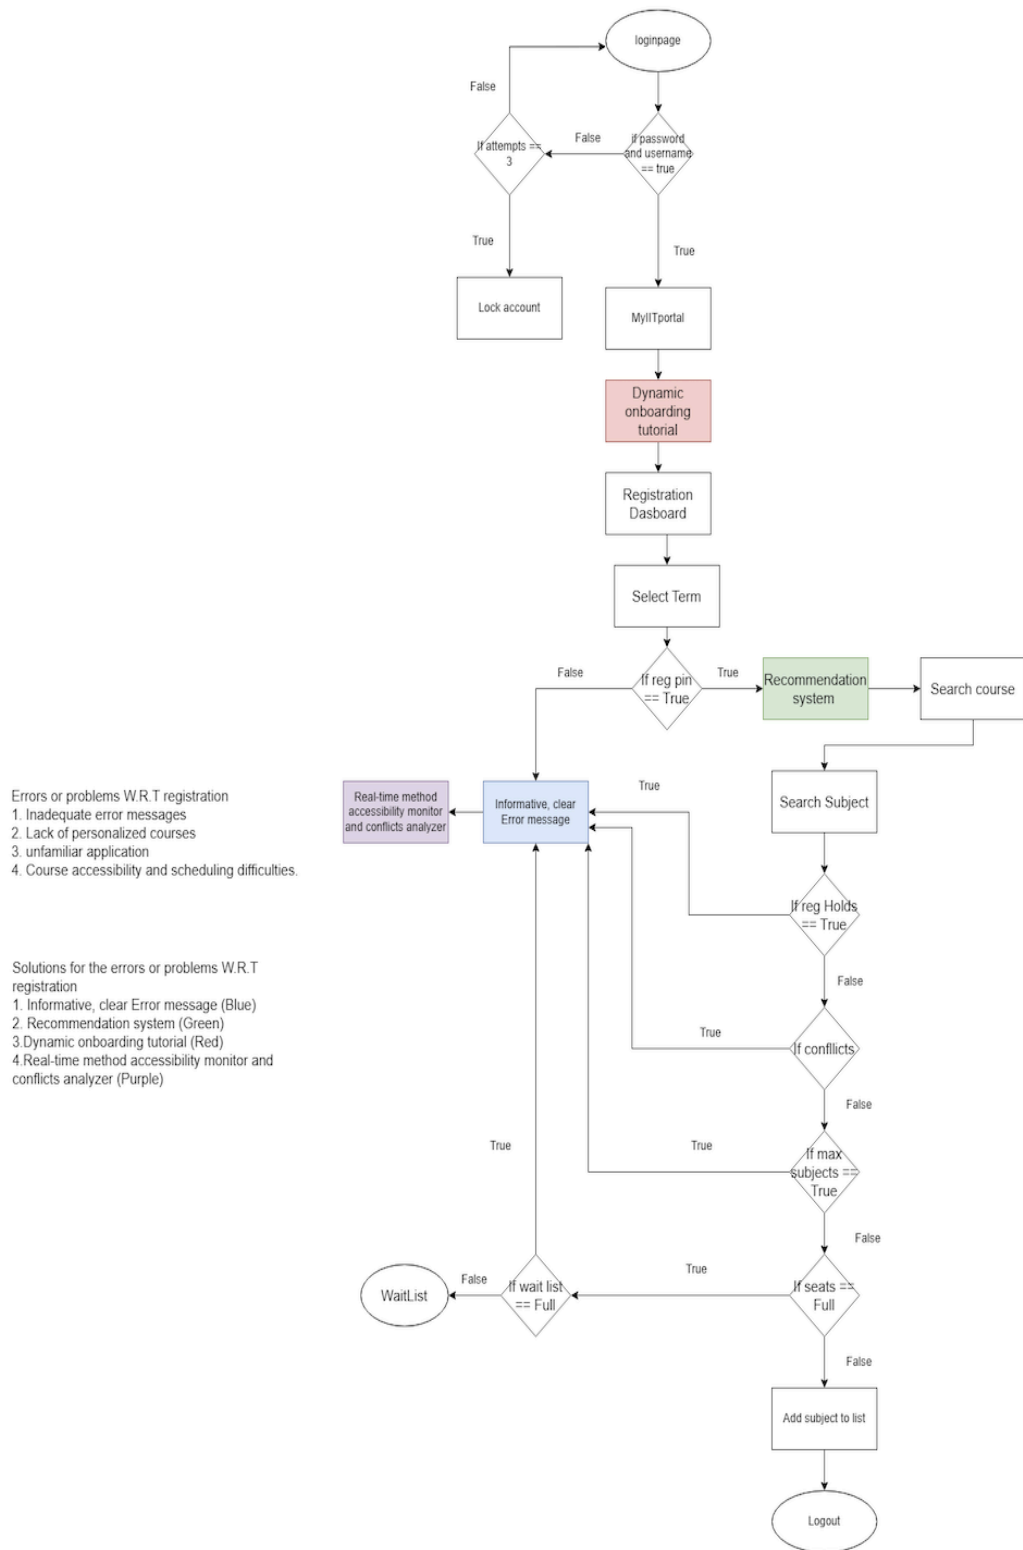 loginpage
False
If attempts ==
3
False
if password
and username
== true
True
True
Lock account
MyIITportal
Dynamic
onboarding
tutorial
Registration
Dasboard
Select Term
False
If reg pin
== True
True
Recommendation
system
Search course
Errors or problems W.R.T registration
1. Inadequate error messages
2. Lack of personalized courses
3. unfamiliar application
4. Course accessibility and scheduling difficulties.
Real-time method
accessibility monitor
and conflicts analyzer
Informative, clear
Error message
True
Search Subject
If reg Holds
== True
False
Solutions for the errors or problems W.R.T
registration
1. Informative, clear Error message (Blue)
2. Recommendation system (Green)
3.Dynamic onboarding tutorial (Red)
4.Real-time method accessibility monitor and
conflicts analyzer (Purple)
True
If confllicts
False
True
True
If max
subjects ==
True
False
WaitList
False
If wait list
== Full
True
If seats ==
Full
False
Add subject to list
Logout